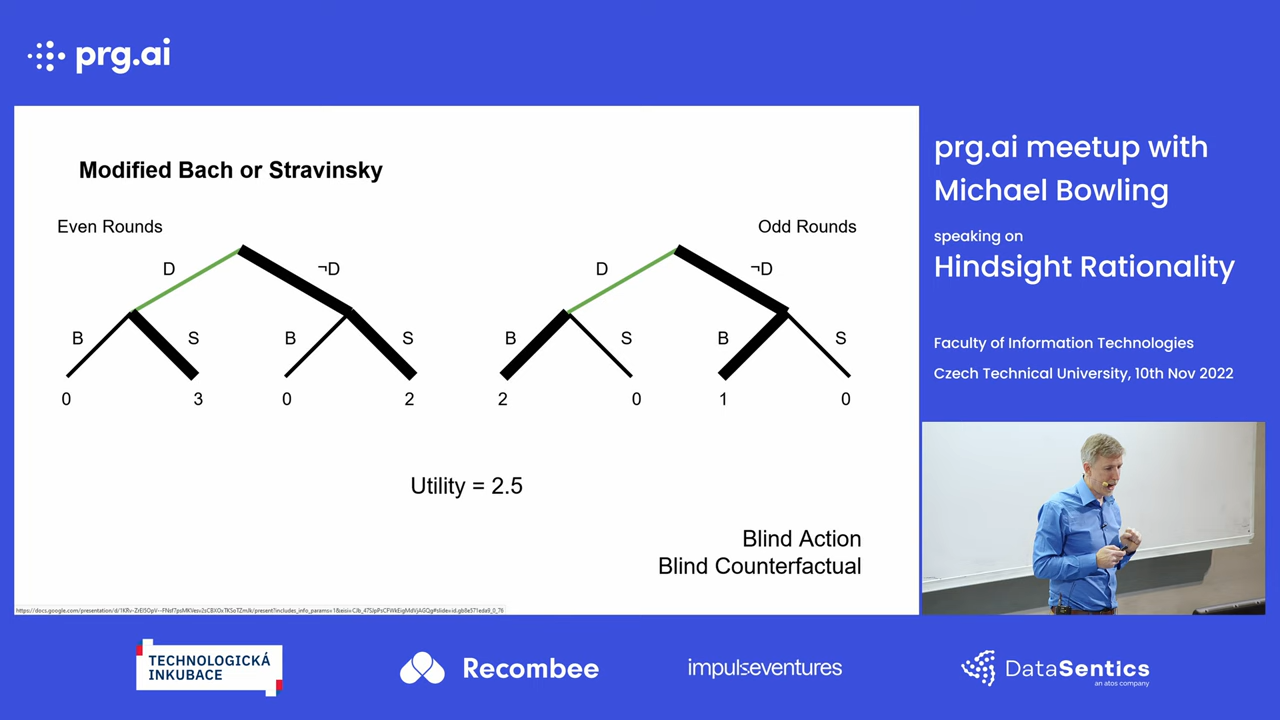 prg.ai
Modified Bach or Stravinsky
Even Rounds
Odd Rounds
D
¬D
D
¬D
B
S
B
S
B
S
B
S
0
3
0
2
2
0
1
0
Utility = 2.5
Blind Action
Blind Counterfactual
prg.ai meetup with
Michael Bowling
speaking on
Hindsight Rationality
Faculty of Information Technologies
Czech Technical University, 10th Nov 2022
TECHNOLOGICKÁ
INKUBACE
Recombee
impulseventures
DataSentics
an atos company